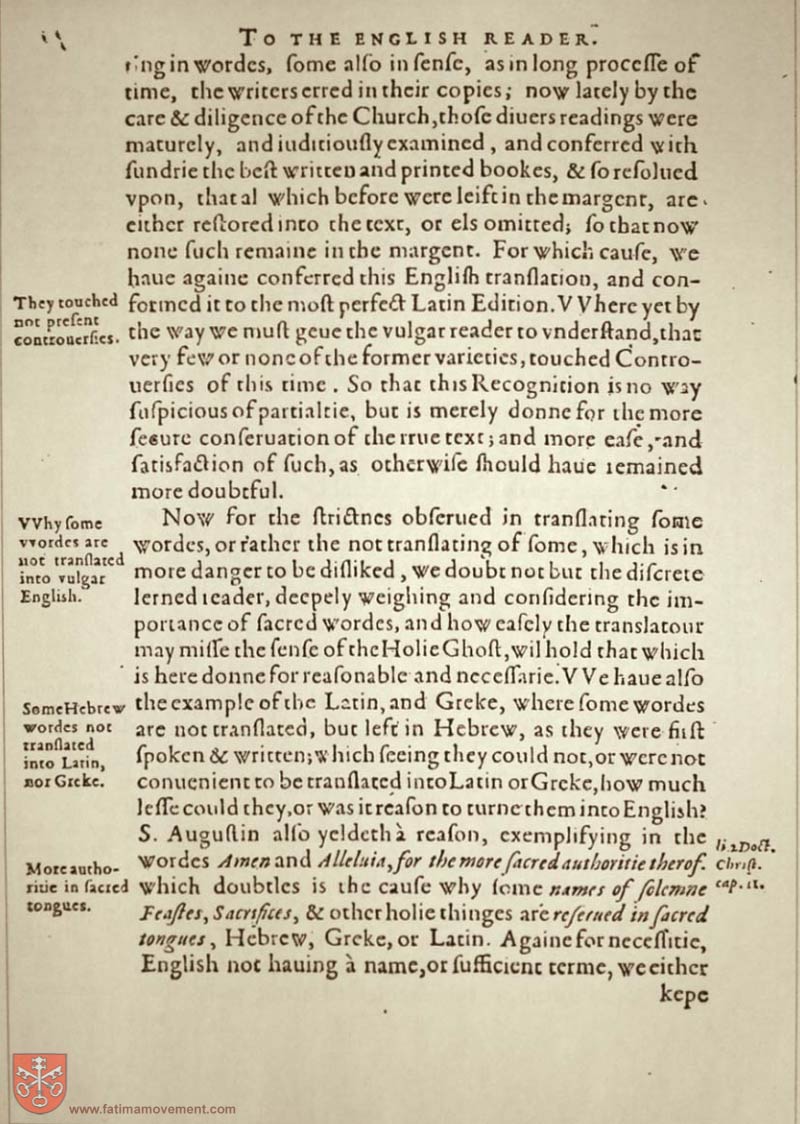 TO THE ENGLISH READER.
ring in wordes, ſome alſo in ſenſe, as in long proceſſe of
time, the writers erred in their copies; now lately by the
care & diligence of the Church, thoſe diuers readings were
maturely, and iuditiouſly examined, and conferred with
ſundrie the beſt written and printed bookes, & ſo reſolued
vpon, that al which before were leift in the margent, are
either reſtored into the text, or els omitted; ſo that now
none ſuch remaine in the margent. For which cauſe, we
haue againe conferred this Engliſh tranſlation, and con-
formed it to the moſt perfect Latin Edition. VVhere yet by
the way we muſt geue the vulgar reader to vnderſtand, that
very few or none of the former varieties, touched Contro-
uerſies of this time. So that this Recognition is no way
ſuſpicious of partialtie, but is merely donne for the more
ſecure conſeruation of the true text; and more eaſe, and
ſatisfaction of ſuch, as otherwiſe ſhould haue remained
more doubtful.
They touched
not preſent
controuerſies.
Now for the ſtrictnes obſerued in tranſlating ſome
wordes, or rather the not tranſlating of ſome, which is in
more danger to be diſliked, we doubt not but the diſcrete
lerned reader, deepely weighing and conſidering the im-
portance of ſacred wordes, and how eaſely the tranſlatour
may miſſe the ſenſe of the Holie Ghoſt, wil hold that which
is here donne for reaſonable and neceſſarie. VVe haue alſo
the example of the Latin, and Greke, where ſome wordes
are not tranſlated, but left in Hebrew, as they were firſt
ſpoken & written; which ſeeing they could not, or were not
conuenient to be tranſlated into Latin or Greke, how much
leſſe could they, or was it reaſon to turne them into Engliſh?
S. Auguſtin alſo yeldeth à reaſon, exemplifying in the
wordes Amen and Alleluia, for the more ſacred authoritie therof.
which doubtles is the cauſe why ſome names of ſolemne
Feaſtes, Sacrifices, & other holie thinges are reſerued in ſacred
tongues, Hebrew, Greke, or Latin. Againe for neceſſitie,
Engliſh not hauing à name, or ſufficient terme, we either
kepe
VVhy ſome
wordes are
not tranſlated
into vulgar
Engliſh.
Some Hebrew
wordes not
tranſlated
into Latin,
nor Greke.
More autho-
ritie in ſacred
tongues.
li 2 Doct.
Chriſt.
cap. 11.
www.fatimamovement.com